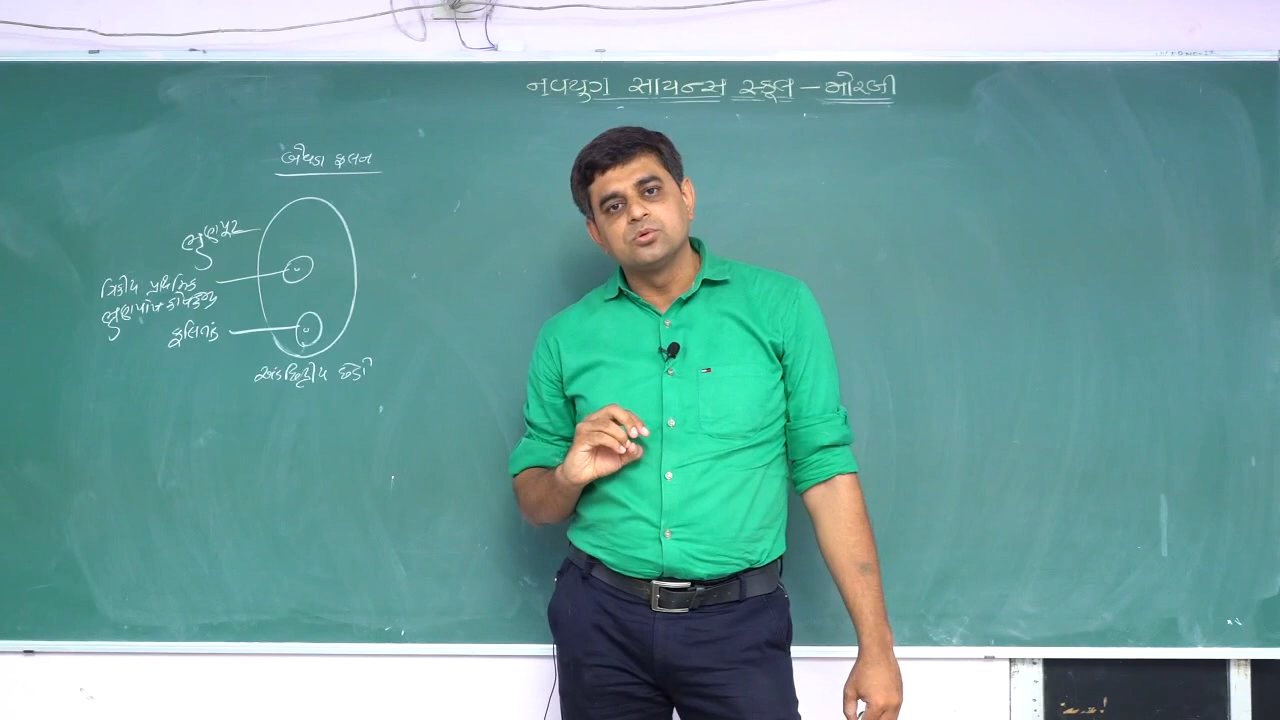 નવયુગ સાયન્સ સ્કૂલ – મોરબી
બેવડા ફલન
ભ્રૂણપુટ
ત્રિકીય પ્રાથમિક
ભ્રૂણપોષ કોષકેન્દ્ર
ફલિતાંડ
અંડછિદ્રીય છેડો